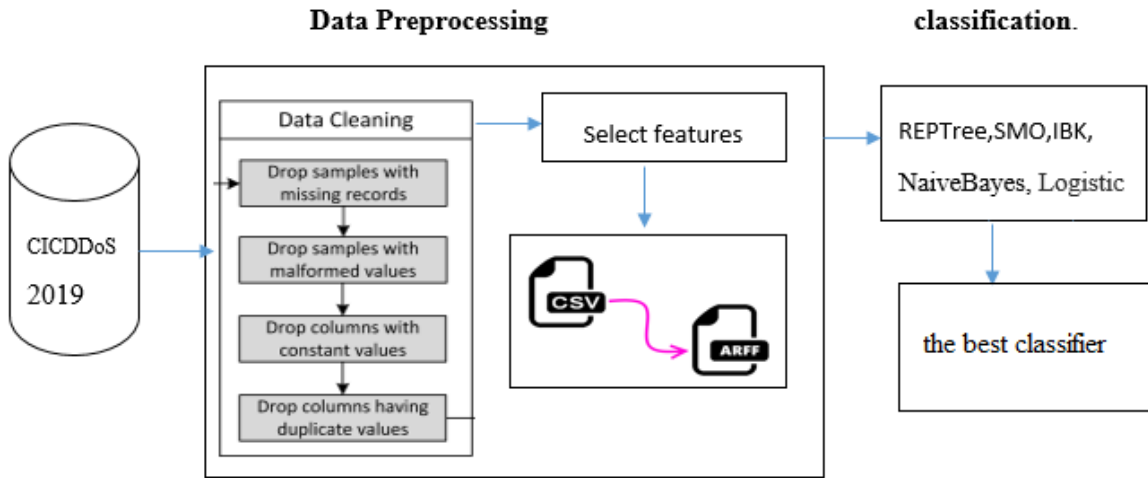 Data Preprocessing
classification.
CICDDoS
2019
Data Cleaning
Drop samples with
missing records
Drop samples with
malformed values
Drop columns with
constant values
Drop columns having
duplicate values
Select features
CSV
ARFF
REPTree,SMO,IBK,
NaiveBayes, Logistic
the best classifier